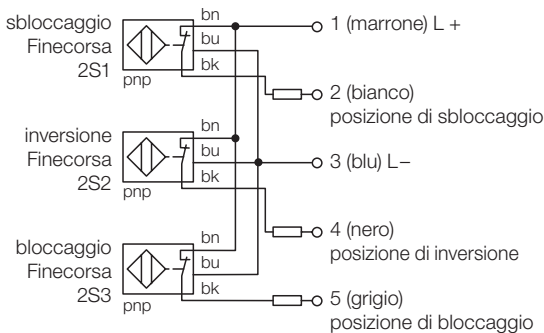 sbloccaggio
Finecorsa
2S1
pnp
bn
bu
bk
1 (marrone) L +
2 (bianco)
posizione di sbloccaggio
inversione
Finecorsa
2S2
pnp
bn
bu
bk
3 (blu) L–
4 (nero)
posizione di inversione
bloccaggio
Finecorsa
2S3
pnp
bn
bu
bk
5 (grigio)
posizione di bloccaggio